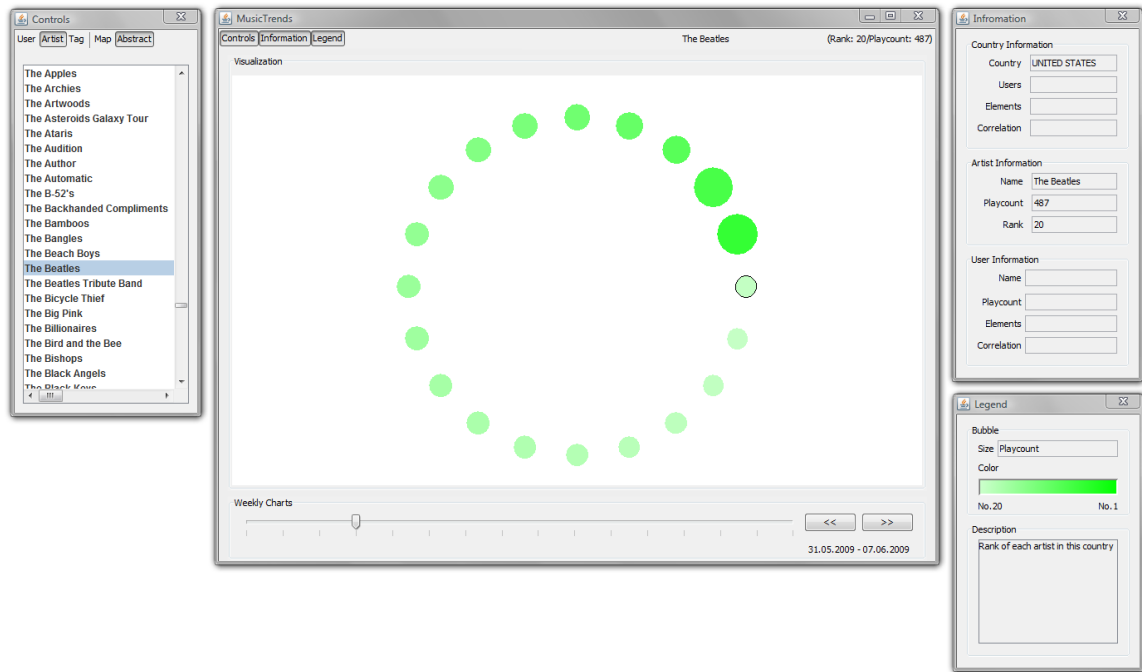 Controls
User Artist Tag Map Abstract
The Apples
The Archies
The Artwoods
The Asteroids Galaxy Tour
The Ataris
The Audition
The Author
The Automatic
The B-52's
The Backhanded Compliments
The Bamboos
The Bangles
The Beach Boys
The Beatles
The Beatles Tribute Band
The Bicycle Thief
The Big Pink
The Billionaires
The Bird and the Bee
The Bishops
The Black Angels
The Black Keys
MusicTrends
Controls Information Legend
The Beatles
(Rank: 20/Playcount: 487)
Visualization
Weekly Charts
<< >>
31.05.2009 - 07.06.2009
Infromation
Country Information
Country UNITED STATES
Users
Elements
Correlation
Artist Information
Name The Beatles
Playcount 487
Rank 20
User Information
Name
Playcount
Elements
Correlation
Legend
Bubble
Size Playcount
Color
No.20 No.1
Description
Rank of each artist in this country